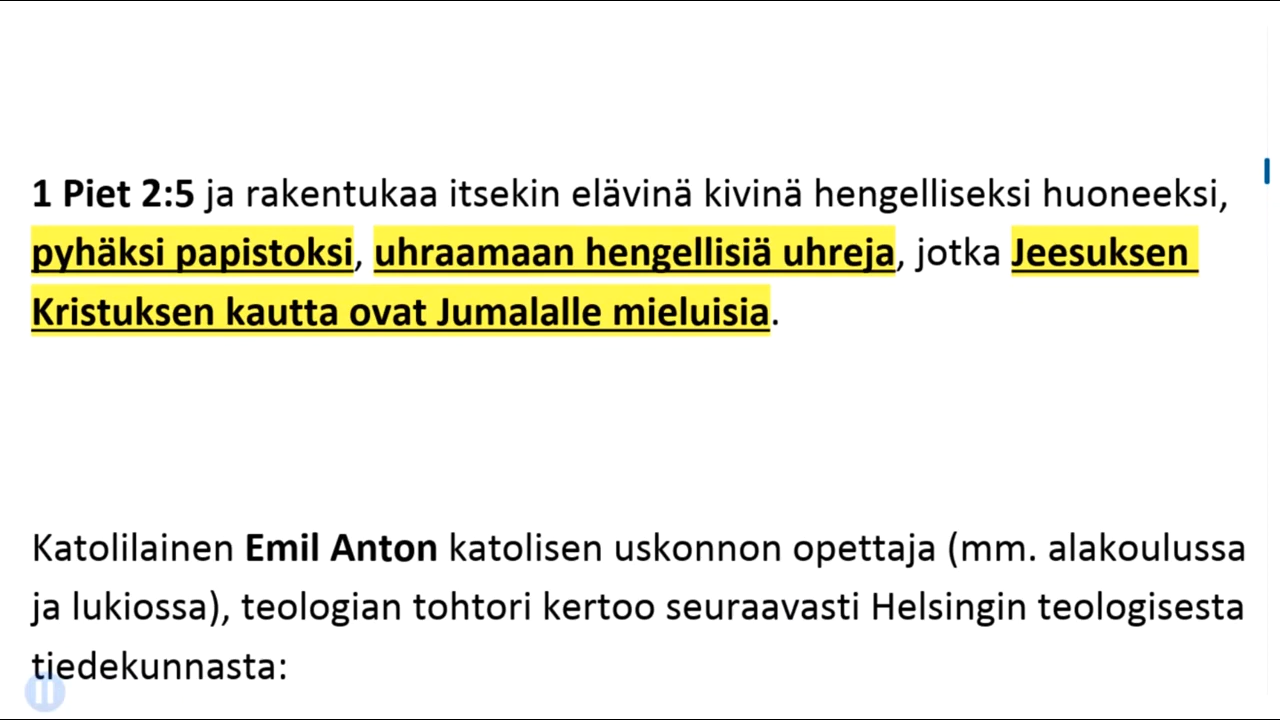 1 Piet 2:5 ja rakentukaa itsekin elävinä kivinä hengelliseksi huoneeksi,
pyhäksi papistoksi, uhraamaan hengellisiä uhreja, jotka Jeesuksen
Kristuksen kautta ovat Jumalalle mieluisia.
Katolilainen Emil Anton katolisen uskonnon opettaja (mm. alakoulussa
ja lukiossa), teologian tohtori kertoo seuraavasti Helsingin teologisesta
tiedekunnasta: